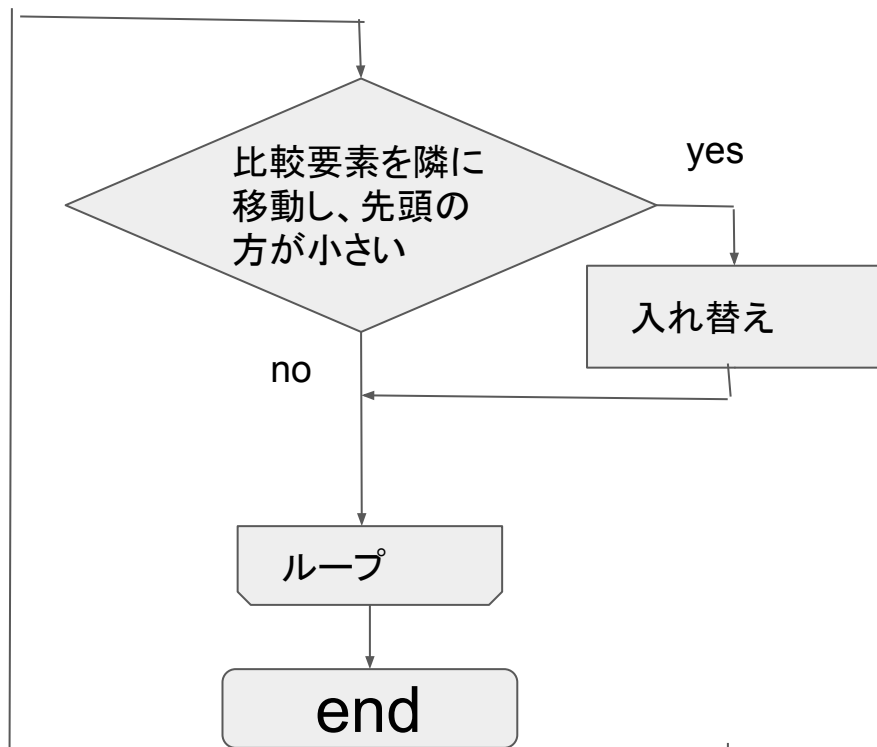 比較要素を隣に
移動し、先頭の
方が小さい
yes
入れ替え
no
ループ
end